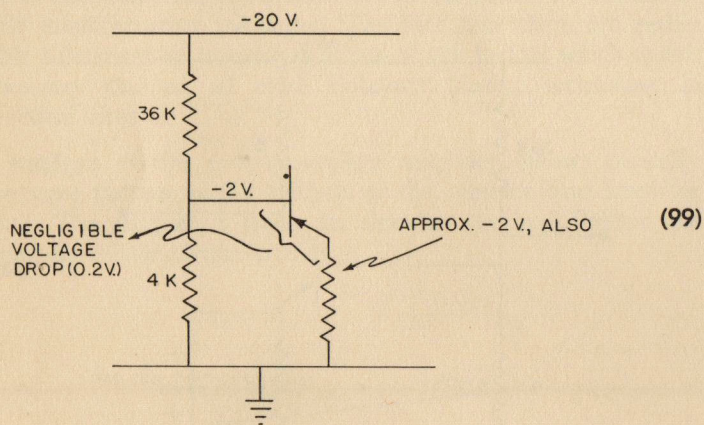 -20 V.
36 K
-2 V.
NEGLIGIBLE
VOLTAGE
DROP (0.2V.)
4 K
APPROX. -2 V., ALSO
(99)